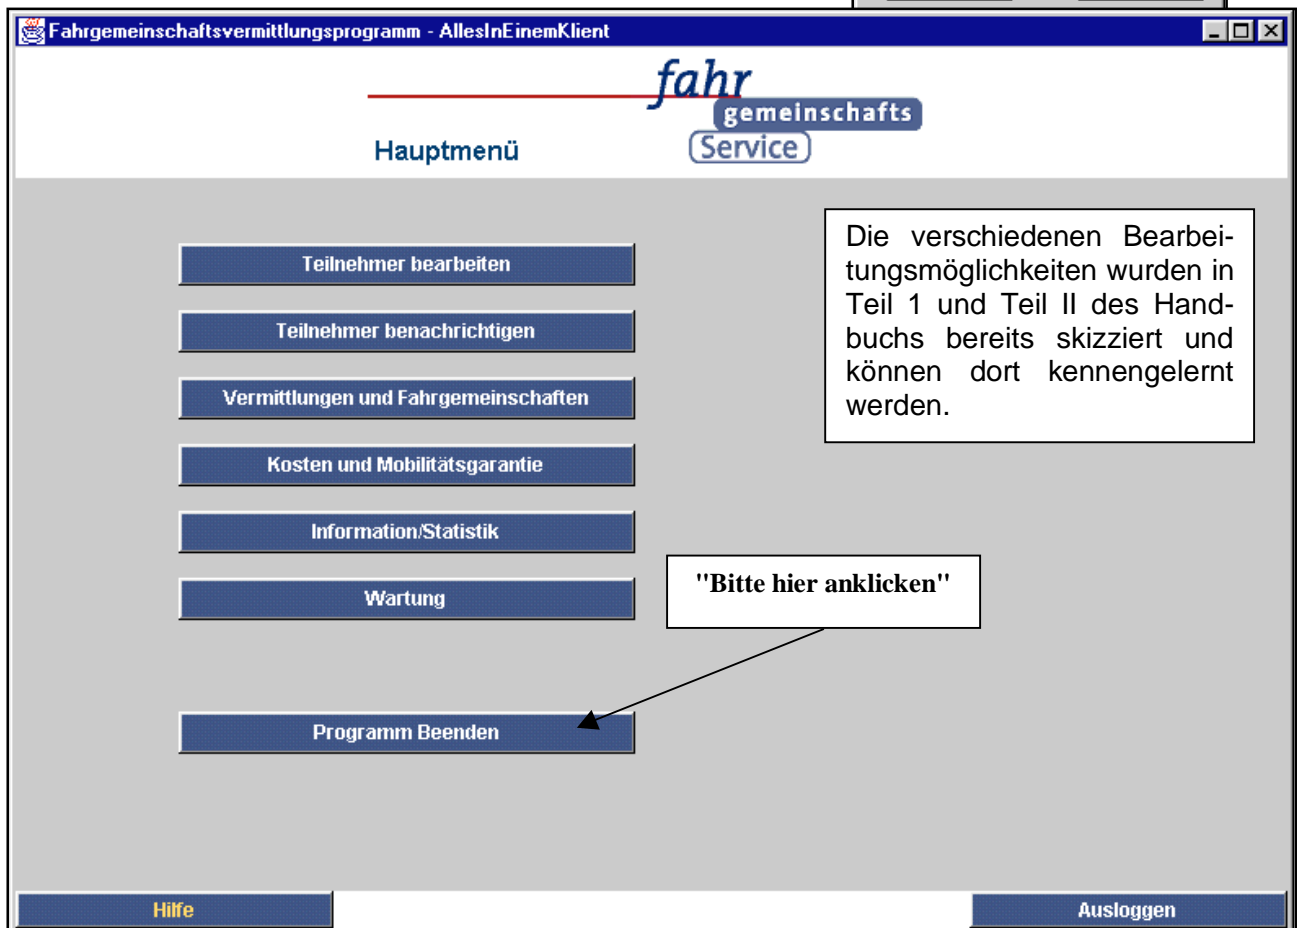 Fahrgemeinschaftsvermittlungsprogramm - AllesInEinemKlient
fahr
gemeinschafts
Service
Hauptmenü
Die verschiedenen Bearbei-
tungsmöglichkeiten wurden in
Teil 1 und Teil II des Hand-
buchs bereits skizziert und
können dort kennengelernt
werden.
Teilnehmer bearbeiten
Teilnehmer benachrichtigen
Vermittlungen und Fahrgemeinschaften
Kosten und Mobilitätsgarantie
Information/Statistik
Wartung
"Bitte hier anklicken"
Programm Beenden
Hilfe
Ausloggen